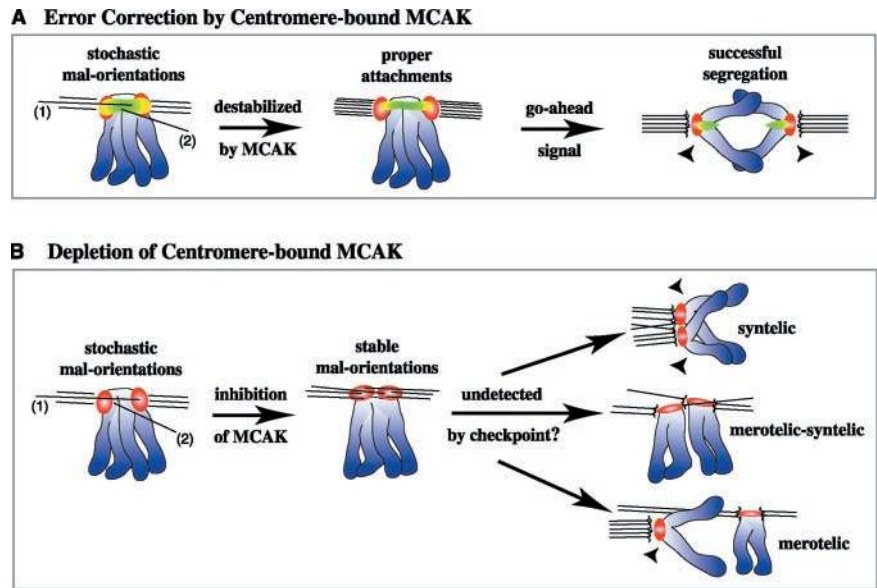 A Error Correction by Centromere-bound MCAK
stochastic
mal-orientations
(1)
(2)
destabilized
by MCAK
proper
attachments
go-ahead
signal
successful
segregation
B Depletion of Centromere-bound MCAK
stochastic
mal-orientations
(1)
(2)
inhibition
of MCAK
stable
mal-orientations
undetected
by checkpoint?
syntelic
merotelic-syntelic
merotelic